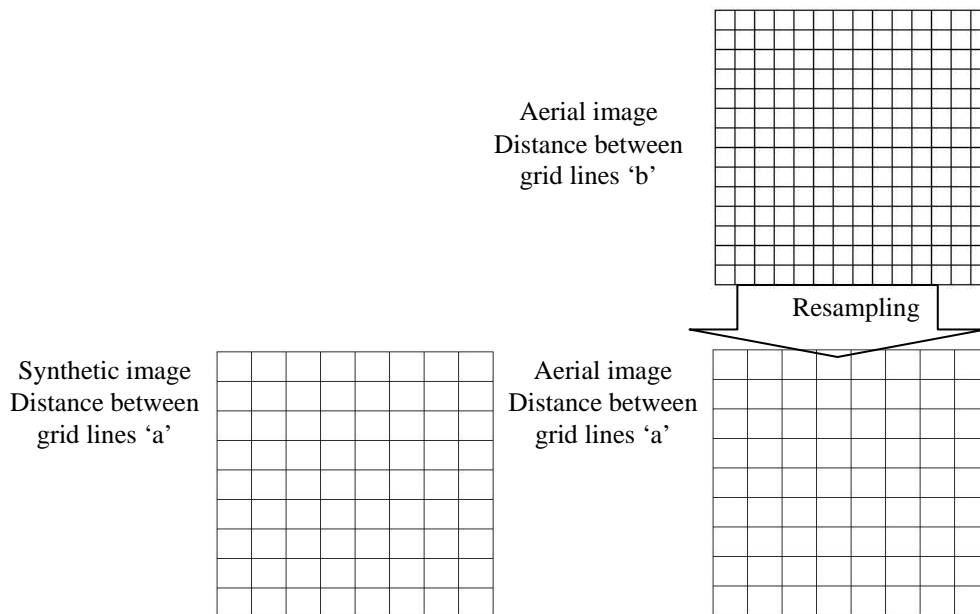 Aerial image
Distance between
grid lines ‘b’
Resampling
Synthetic image
Distance between
grid lines ‘a’
Aerial image
Distance between
grid lines ‘a’